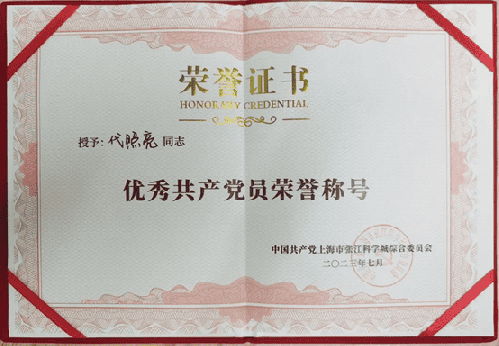 荣誉证书
HONORARY CREDENTIAL
授予：代照亮 同志
优秀共产党员荣誉称号
中国共产党上海市张江科学城综合委员会
二〇二三年七月